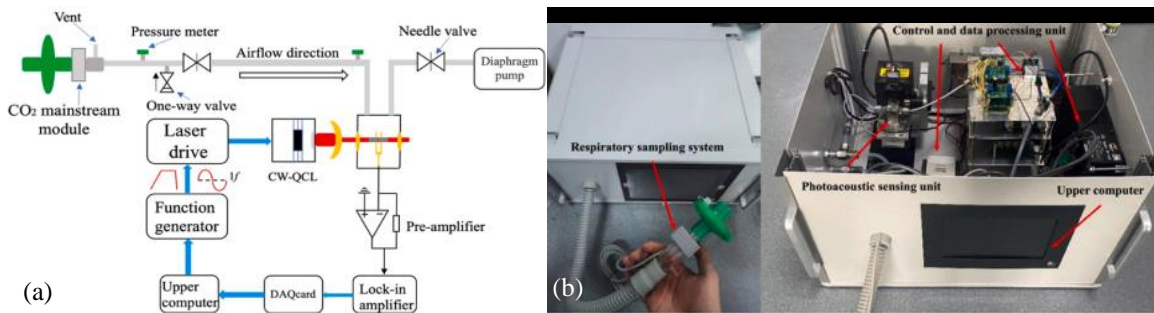 Vent
Pressure meter
Needle valve
Airflow direction
Diaphragm
pump
CO₂ mainstream
module
One-way valve
Laser
drive
CW-QCL
1f
Function
generator
Pre-amplifier
Upper
computer
DAQcard
Lock-in
amplifier
(a)
Respiratory sampling system
(b)
Control and data processing unit
Photoacoustic sensing unit
Upper computer